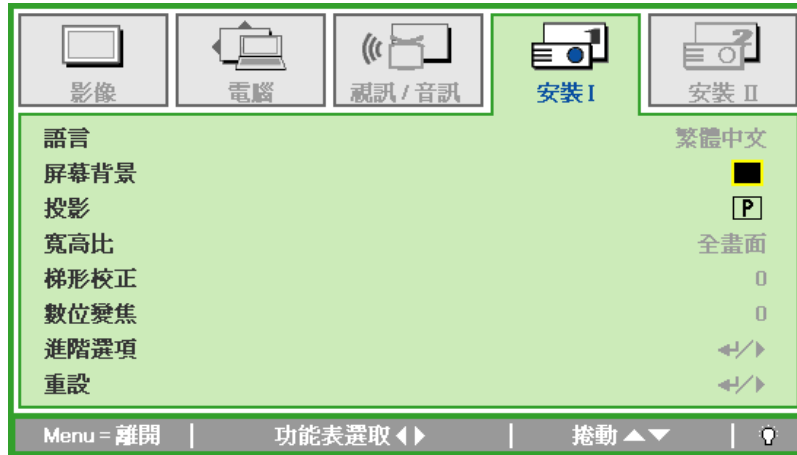 影像
電腦
視訊 / 音訊
安裝 I
安裝 II
語言 繁體中文
屏幕背景
投影 P
寬高比 全畫面
梯形校正 0
數位變焦 0
進階選項
重設
Menu = 離開 功能表選取 捲動